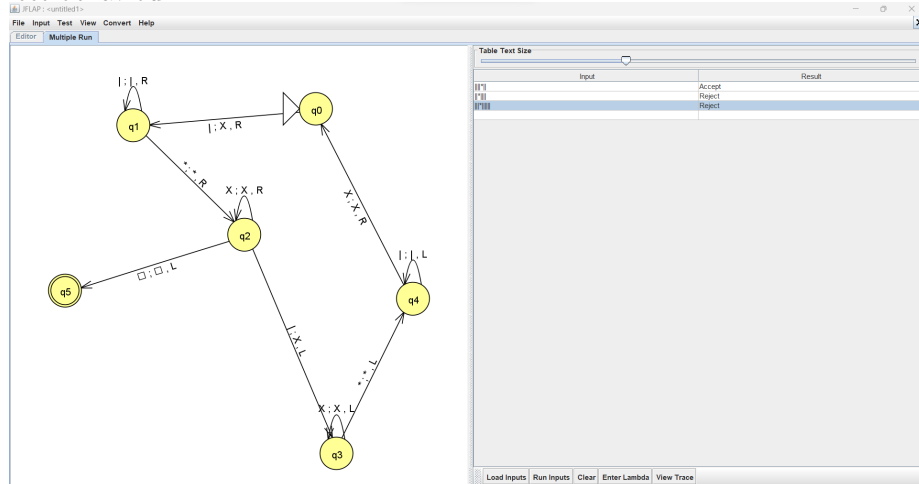 JFLAP : <untitled1>
File Input Test View Convert Help
Editor Multiple Run
Table Text Size
Input Result
|||*|| Accept
Reject
Reject
| ; | , R
q0
q1
| ; X , R
* ; * , R
X ; X , R
X ; X , R
q2
| ; | , L
□ ; □ , L
q5
q4
| ; X , L
* ; * , L
X ; X , L
q3
Load Inputs Run Inputs Clear Enter Lambda View Trace